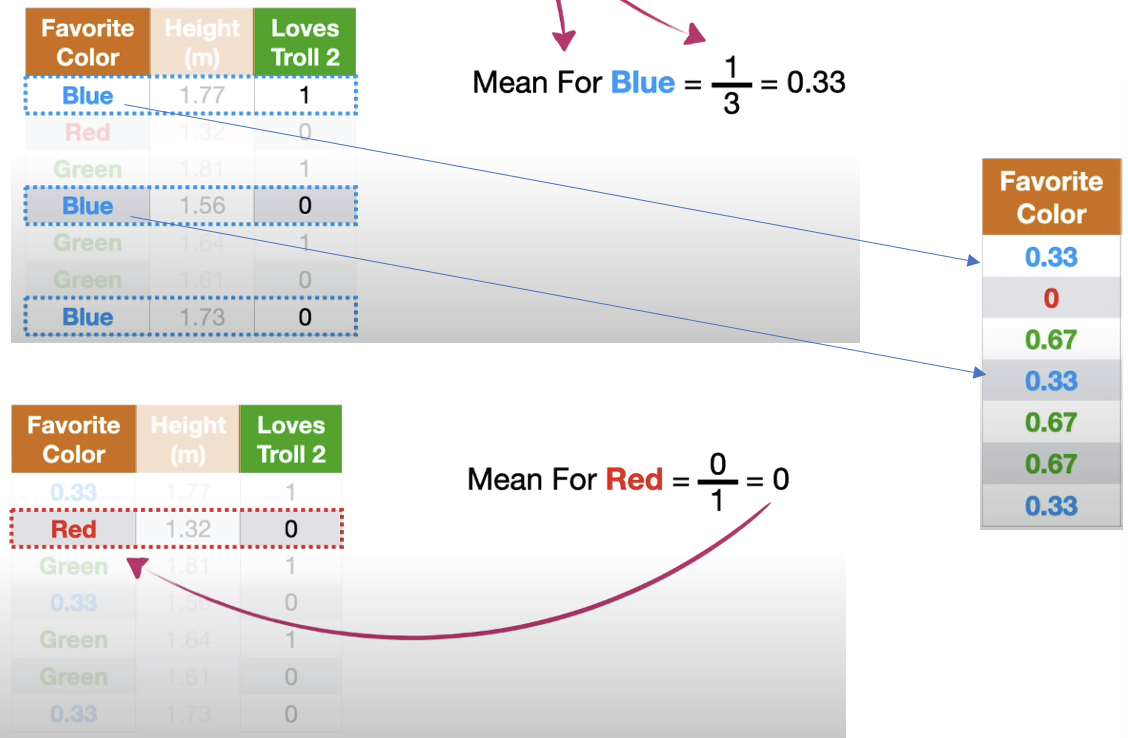 Favorite Color Height (m) Loves Troll 2
Blue 1.77 1
Red 1.32 0
Green 1.81 1
Blue 1.56 0
Green 1.64 1
Green 1.61 0
Blue 1.73 0
Mean For Blue = 1/3 = 0.33
Favorite Color
0.33
0
0.67
0.33
0.67
0.67
0.33
Favorite Color Height (m) Loves Troll 2
0.33 1.77 1
Red 1.32 0
Green 1.81 1
0.33 1.56 0
Green 1.64 1
Green 1.61 0
0.33 1.73 0
Mean For Red = 0/1 = 0